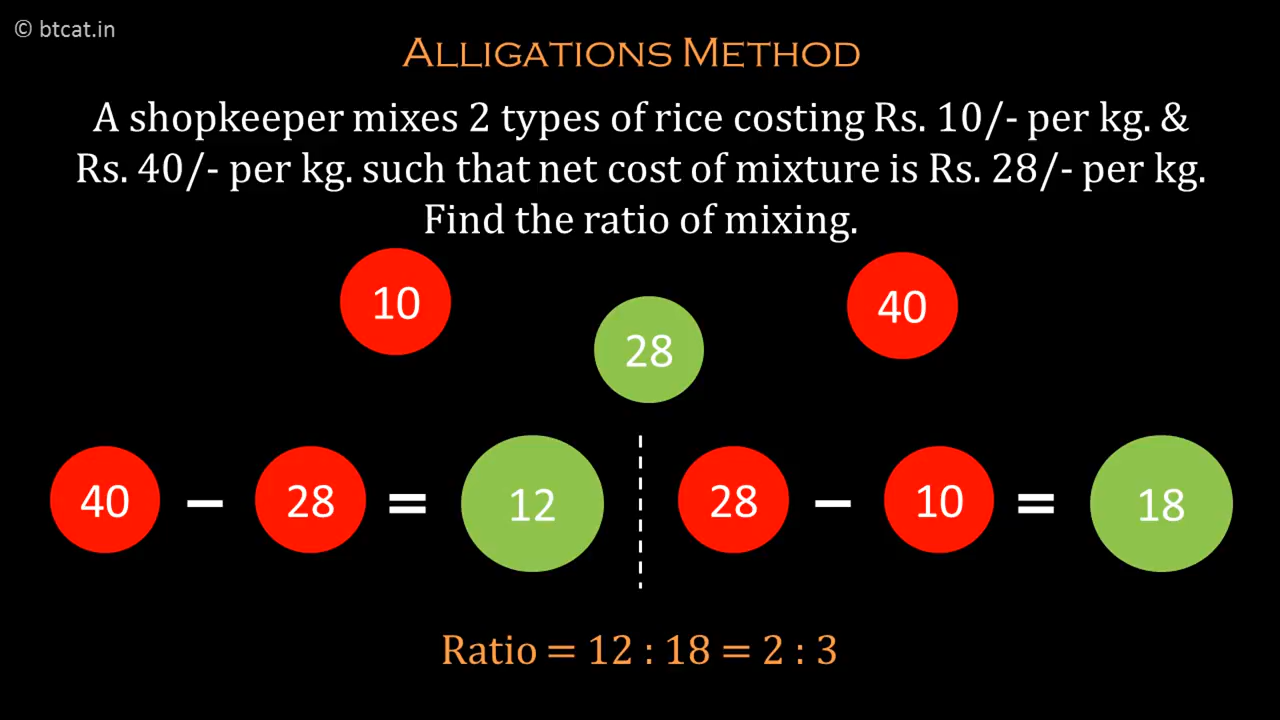 © btcat.in
Alligations Method
A shopkeeper mixes 2 types of rice costing Rs. 10/- per kg. &
Rs. 40/- per kg. such that net cost of mixture is Rs. 28/- per kg.
Find the ratio of mixing.
10
28
40
40 – 28 = 12
28 – 10 = 18
Ratio = 12 : 18 = 2 : 3